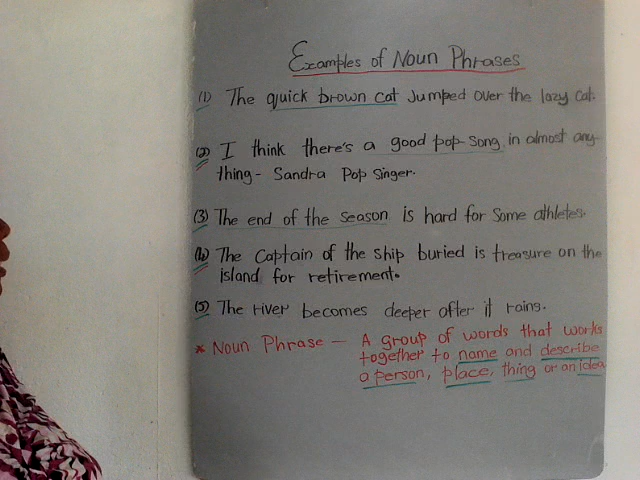 Examples of Noun Phrases
(1) The quick brown cat Jumped over the lazy cat.
(2) I think there's a good pop song in almost any-
thing - Sandra Pop Singer.
(3) The end of the season is hard for some athletes.
(4) The Captain of the ship buried is treasure on the
island for retirement.
(5) The river becomes deeper after it rains.
* Noun Phrase - A group of words that works
together to name and describe
a person, place, thing or an idea